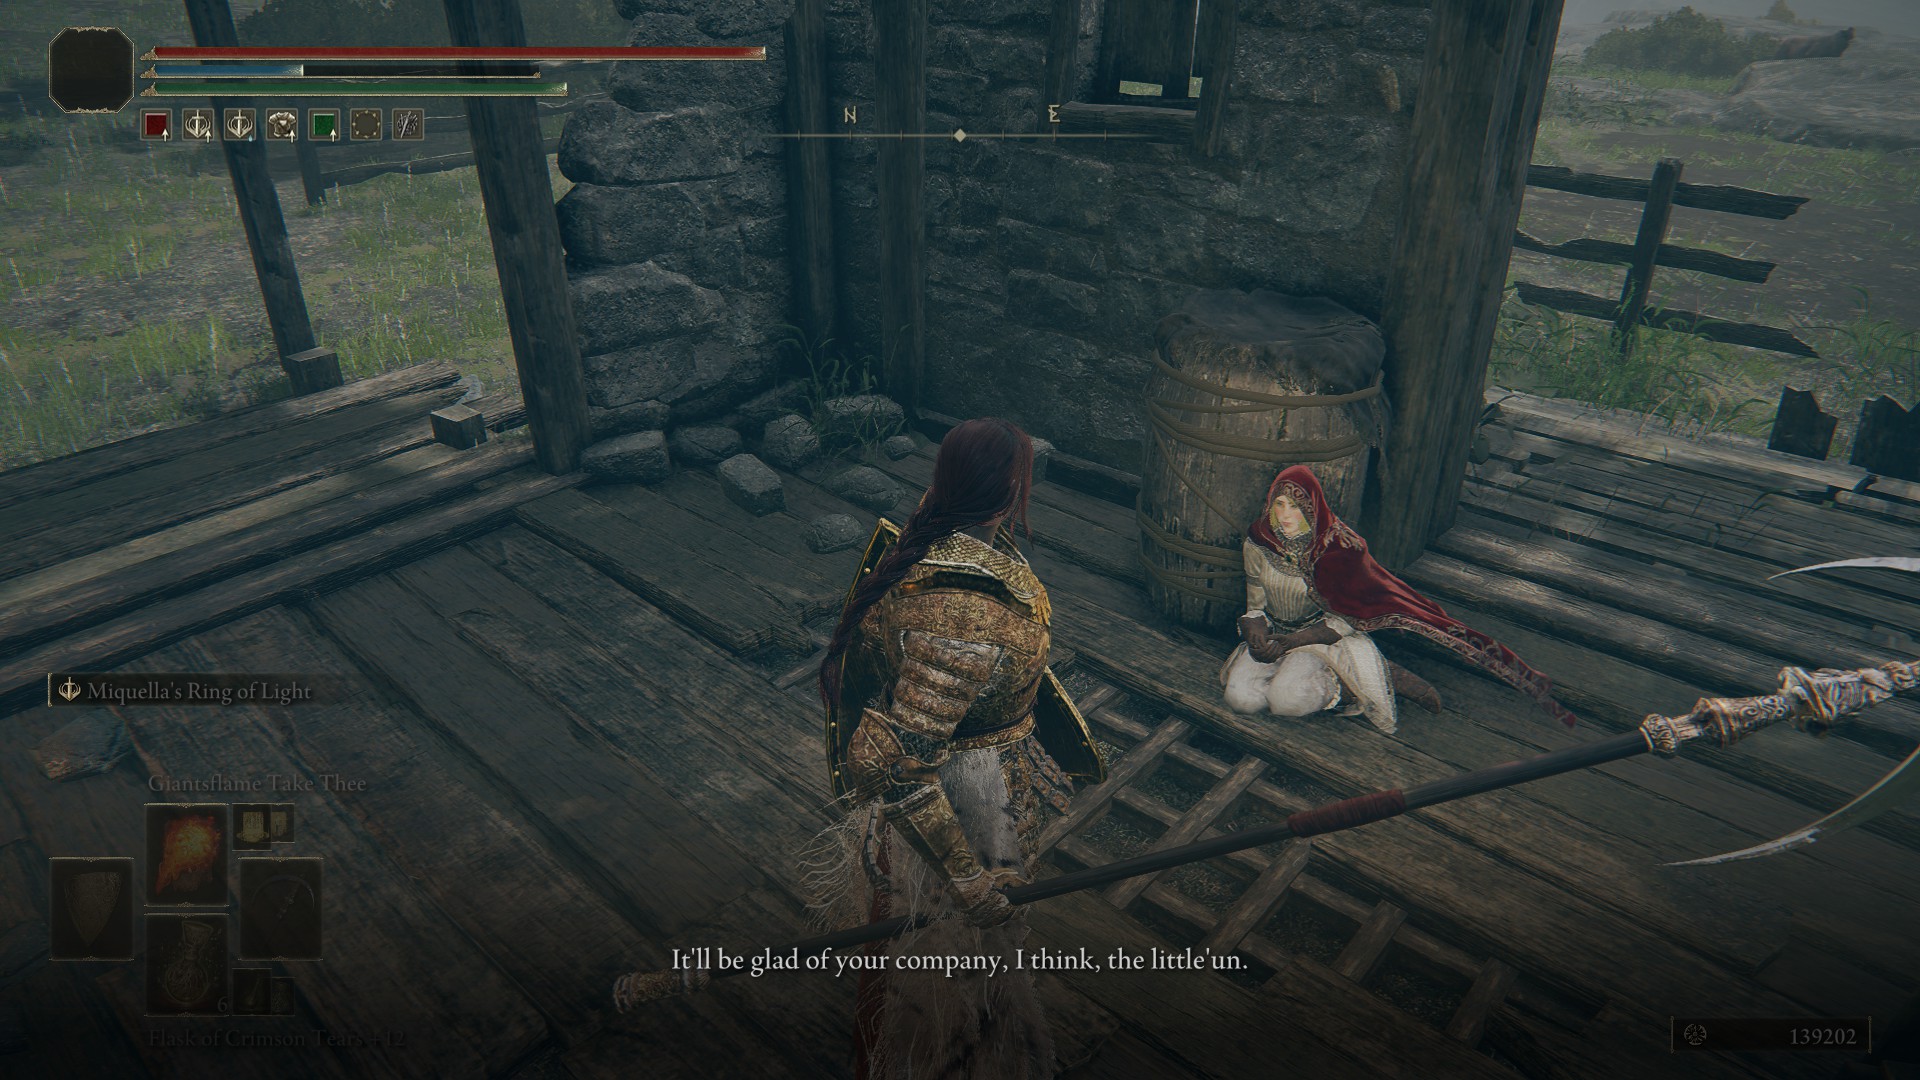 N
E
Miquella's Ring of Light
Giantsflame Take Thee
6
Flask of Crimson Tears +12
It'll be glad of your company, I think, the little'un.
139202